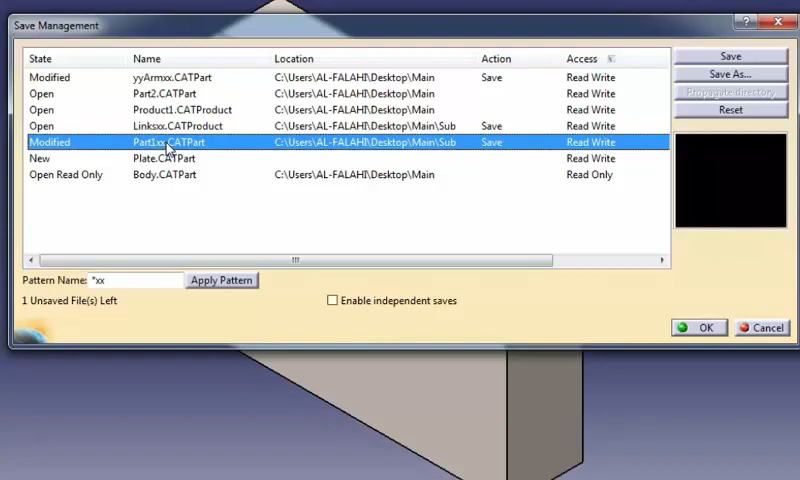 Save Management
State Name Location Action Access
Modified yyArmxx.CATPart C:\Users\AL-FALAHI\Desktop\Main Save Read Write
Open Part2.CATPart C:\Users\AL-FALAHI\Desktop\Main Read Write
Open Product1.CATProduct C:\Users\AL-FALAHI\Desktop\Main Read Write
Open Linksxx.CATProduct C:\Users\AL-FALAHI\Desktop\Main\Sub Save Read Write
Modified Part1xx.CATPart C:\Users\AL-FALAHI\Desktop\Main\Sub Save Read Write
New Plate.CATPart Read Write
Open Read Only Body.CATPart C:\Users\AL-FALAHI\Desktop\Main Read Only
Save
Save As...
Propagate directory
Reset
Pattern Name: *xx Apply Pattern
1 Unsaved File(s) Left
Enable independent saves
OK Cancel